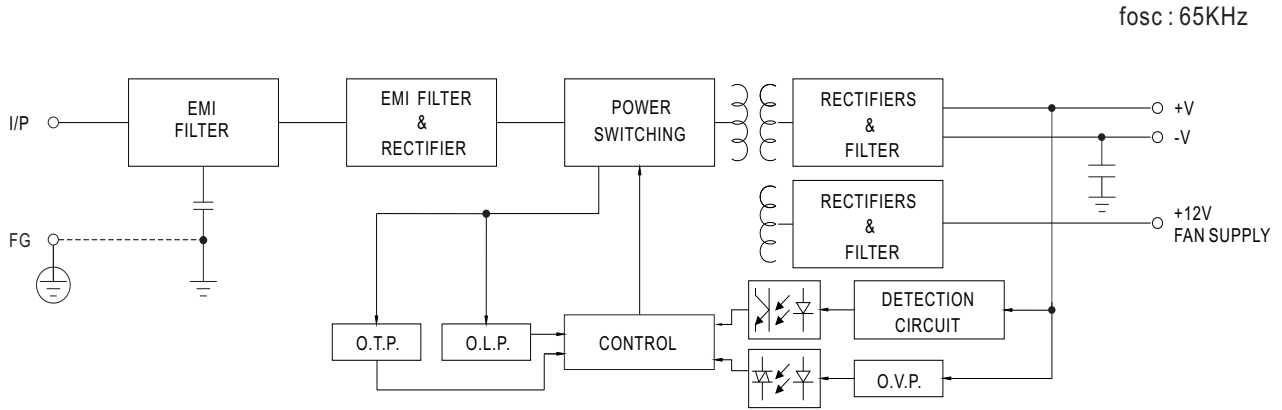 fosc : 65KHz
I/P
EMI
FILTER
EMI FILTER
&
RECTIFIER
POWER
SWITCHING
RECTIFIERS
&
FILTER
+V
-V
RECTIFIERS
&
FILTER
+12V
FAN SUPPLY
FG
DETECTION
CIRCUIT
O.T.P.
O.L.P.
CONTROL
O.V.P.